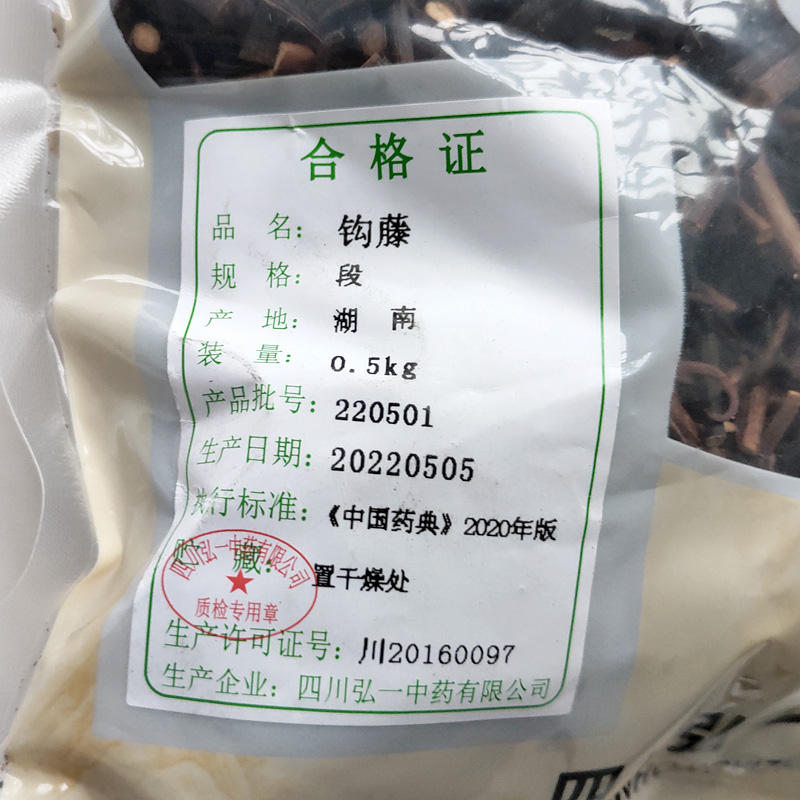 合格证
品 名： 钩藤
规 格： 段
产 地： 湖 南
装 量： 0.5kg
产品批号： 220501
生产日期： 20220505
执行标准： 《中国药典》2020年版
藏： 置干燥处
四川弘一中药有限公司
质检专用章
生产许可证号： 川20160097
生产企业： 四川弘一中药有限公司